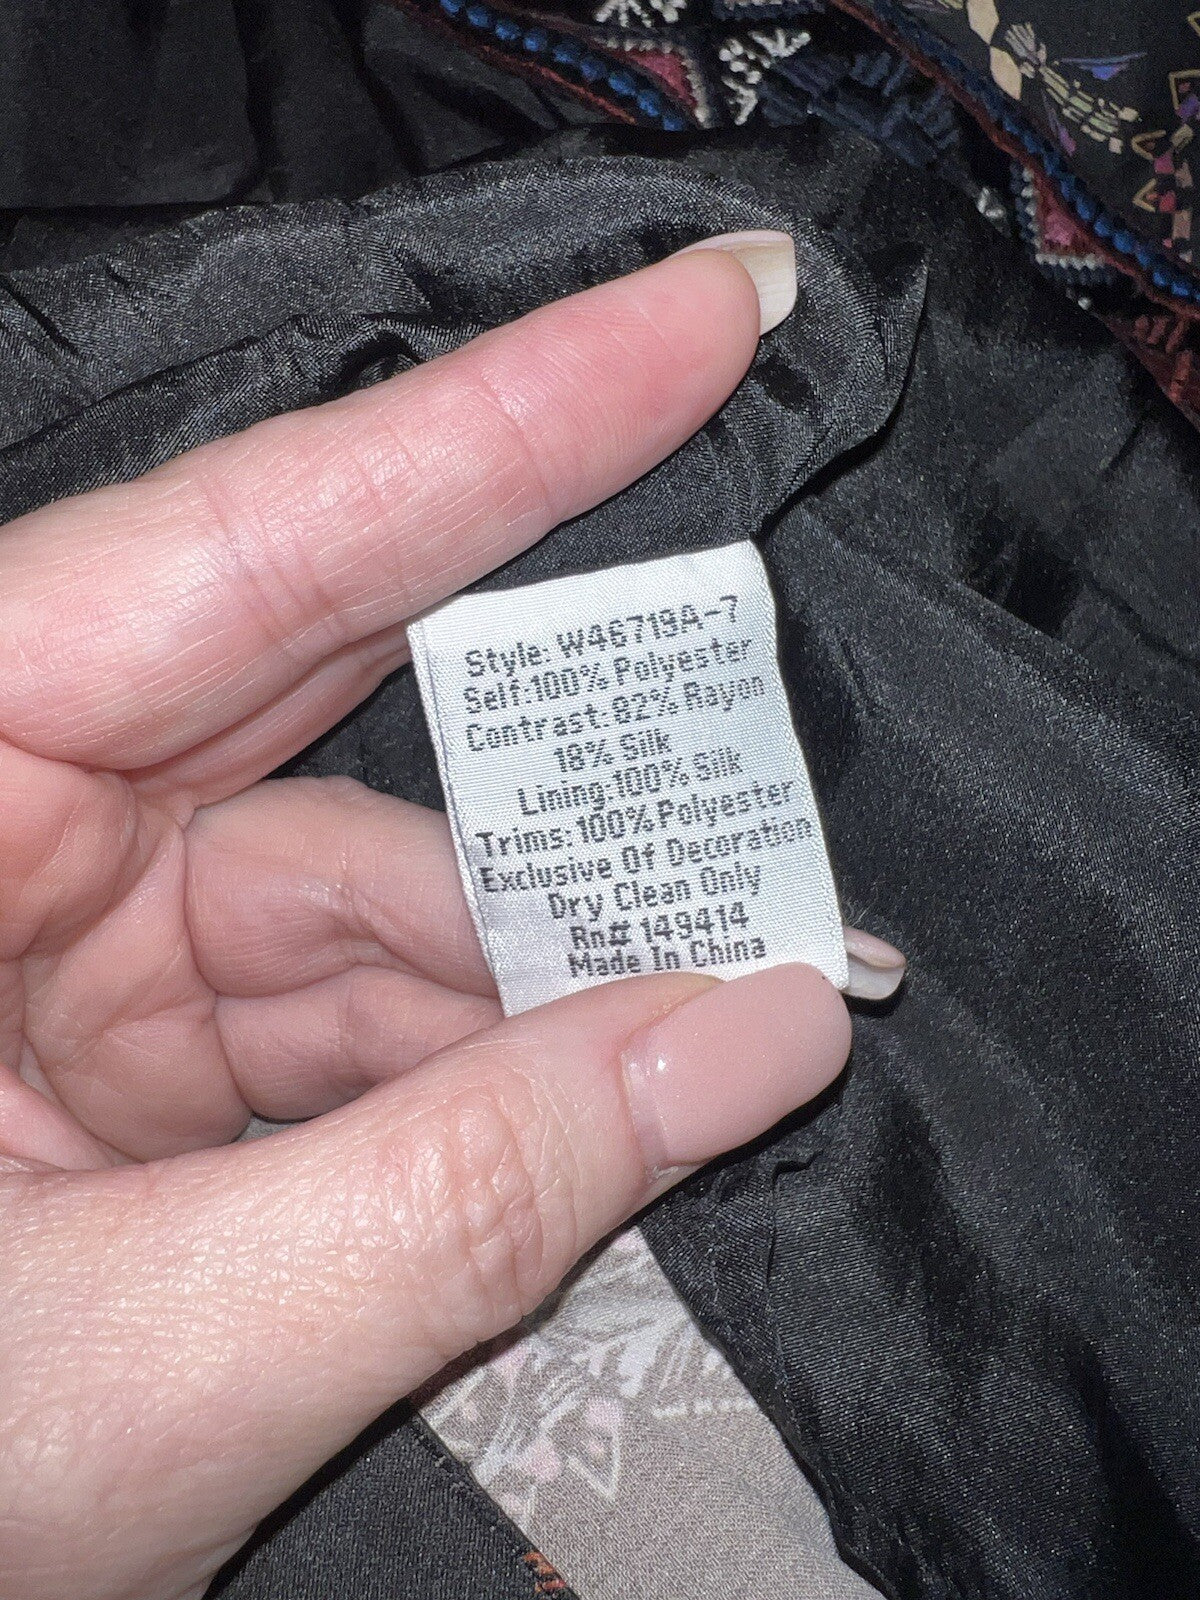 Style: W46719A-7
Self:100% Polyester
Contrast: 82% Rayon
18% Silk
Lining:100% Silk
Trims: 100% Polyester
Exclusive Of Decoration
Dry Clean Only
Rn# 149414
Made In China